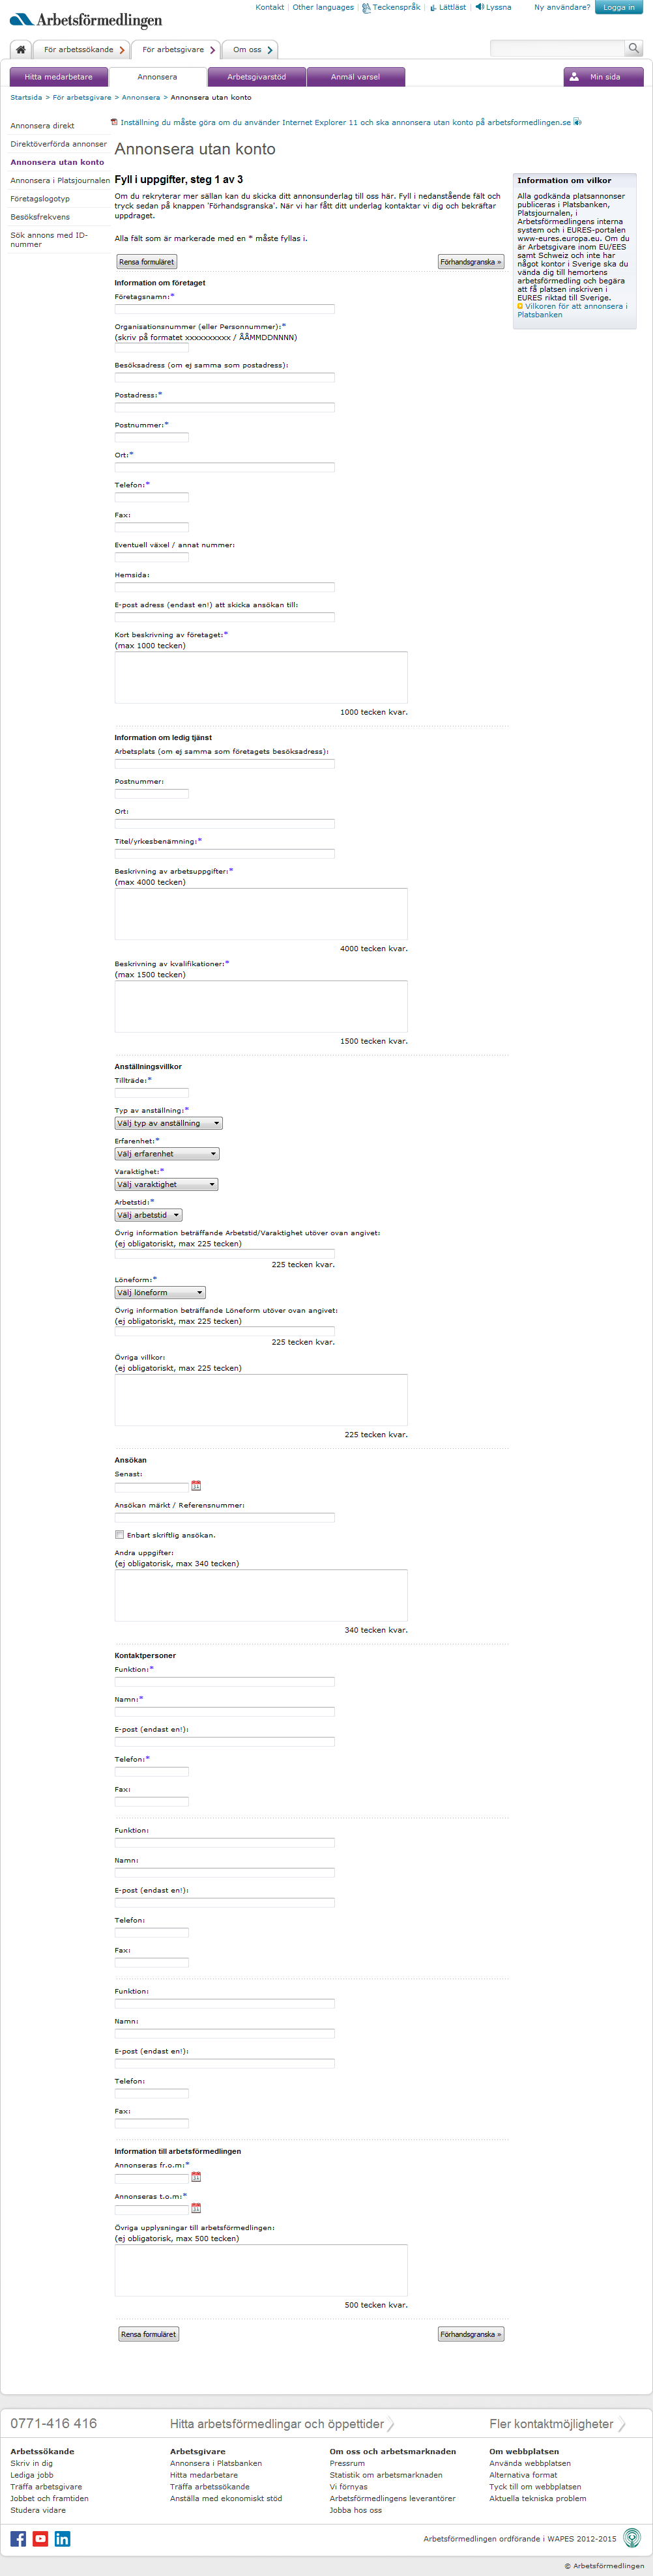 Kontakt | Other languages | Teckenspråk | Lättläst | Lyssna Ny användare? Logga in
Arbetsförmedlingen
För arbetssökande För arbetsgivare Om oss
Hitta medarbetare Annonsera Arbetsgivarstöd Anmäl varsel Min sida
Startsida > För arbetsgivare > Annonsera > Annonsera utan konto
Annonsera direkt
Direktöverförda annonser
Annonsera utan konto
Annonsera i Platsjournalen
Företagslogotyp
Besöksfrekvens
Sök annons med ID-
nummer
Inställning du måste göra om du använder Internet Explorer 11 och ska annonsera utan konto på arbetsformedlingen.se
Annonsera utan konto
Fyll i uppgifter, steg 1 av 3
Om du rekryterar mer sällan kan du skicka ditt annonsunderlag till oss här. Fyll i nedanstående fält och
tryck sedan på knappen 'Förhandsgranska'. När vi har fått ditt underlag kontaktar vi dig och bekräftar
uppdraget.
Alla fält som är markerade med en * måste fyllas i.
Rensa formuläret Förhandsgranska »
Information om vilkor
Alla godkända platsannonser
publiceras i Platsbanken,
Platsjournalen, i
Arbetsförmedlingens interna
system och i EURES-portalen
www-eures.europa.eu. Om du
är Arbetsgivare inom EU/EES
samt Schweiz och inte har
något kontor i Sverige ska du
vända dig till hemortens
arbetsförmedling och begära
att få platsen inskriven i
EURES riktad till Sverige.
Vilkoren för att annonsera i
Platsbanken
Information om företaget
Företagsnamn:*
Organisationsnummer (eller Personnummer):*
(skriv på formatet xxxxxxxxxx / ÅÅMMDDNNNN)
Besöksadress (om ej samma som postadress):
Postadress:*
Postnummer:*
Ort:*
Telefon:*
Fax:
Eventuell växel / annat nummer:
Hemsida:
E-post adress (endast en!) att skicka ansökan till:
Kort beskrivning av företaget:*
(max 1000 tecken)
1000 tecken kvar.
Information om ledig tjänst
Arbetsplats (om ej samma som företagets besöksadress):
Postnummer:
Ort:
Titel/yrkesbenämning:*
Beskrivning av arbetsuppgifter:*
(max 4000 tecken)
4000 tecken kvar.
Beskrivning av kvalifikationer:*
(max 1500 tecken)
1500 tecken kvar.
Anställningsvillkor
Tillträde:*
Typ av anställning:*
Välj typ av anställning
Erfarenhet:*
Välj erfarenhet
Varaktighet:*
Välj varaktighet
Arbetstid:*
Välj arbetstid
Övrig information beträffande Arbetstid/Varaktighet utöver ovan angivet:
(ej obligatoriskt, max 225 tecken)
225 tecken kvar.
Löneform:*
Välj löneform
Övrig information beträffande Löneform utöver ovan angivet:
(ej obligatoriskt, max 225 tecken)
225 tecken kvar.
Övriga villkor:
(ej obligatoriskt, max 225 tecken)
225 tecken kvar.
Ansökan
Senast:
Ansökan märkt / Referensnummer:
Enbart skriftlig ansökan.
Andra uppgifter:
(ej obligatorisk, max 340 tecken)
340 tecken kvar.
Kontaktpersoner
Funktion:*
Namn:*
E-post (endast en!):
Telefon:*
Fax:
Funktion:
Namn:
E-post (endast en!):
Telefon:
Fax:
Funktion:
Namn:
E-post (endast en!):
Telefon:
Fax:
Information till arbetsförmedlingen
Annonseras fr.o.m:*
Annonseras t.o.m:*
Övriga upplysningar till arbetsförmedlingen:
(ej obligatorisk, max 500 tecken)
500 tecken kvar.
Rensa formuläret Förhandsgranska »
0771-416 416 Hitta arbetsförmedlingar och öppettider Fler kontaktmöjligheter
Arbetssökande
Skriv in dig
Lediga jobb
Träffa arbetsgivare
Jobbet och framtiden
Studera vidare
Arbetsgivare
Annonsera i Platsbanken
Hitta medarbetare
Träffa arbetssökande
Anställa med ekonomiskt stöd
Om oss och arbetsmarknaden
Pressrum
Statistik om arbetsmarknaden
Vi förnyas
Arbetsförmedlingens leverantörer
Jobba hos oss
Om webbplatsen
Använda webbplatsen
Alternativa format
Tyck till om webbplatsen
Aktuella tekniska problem
Arbetsförmedlingen ordförande i WAPES 2012-2015
© Arbetsförmedlingen